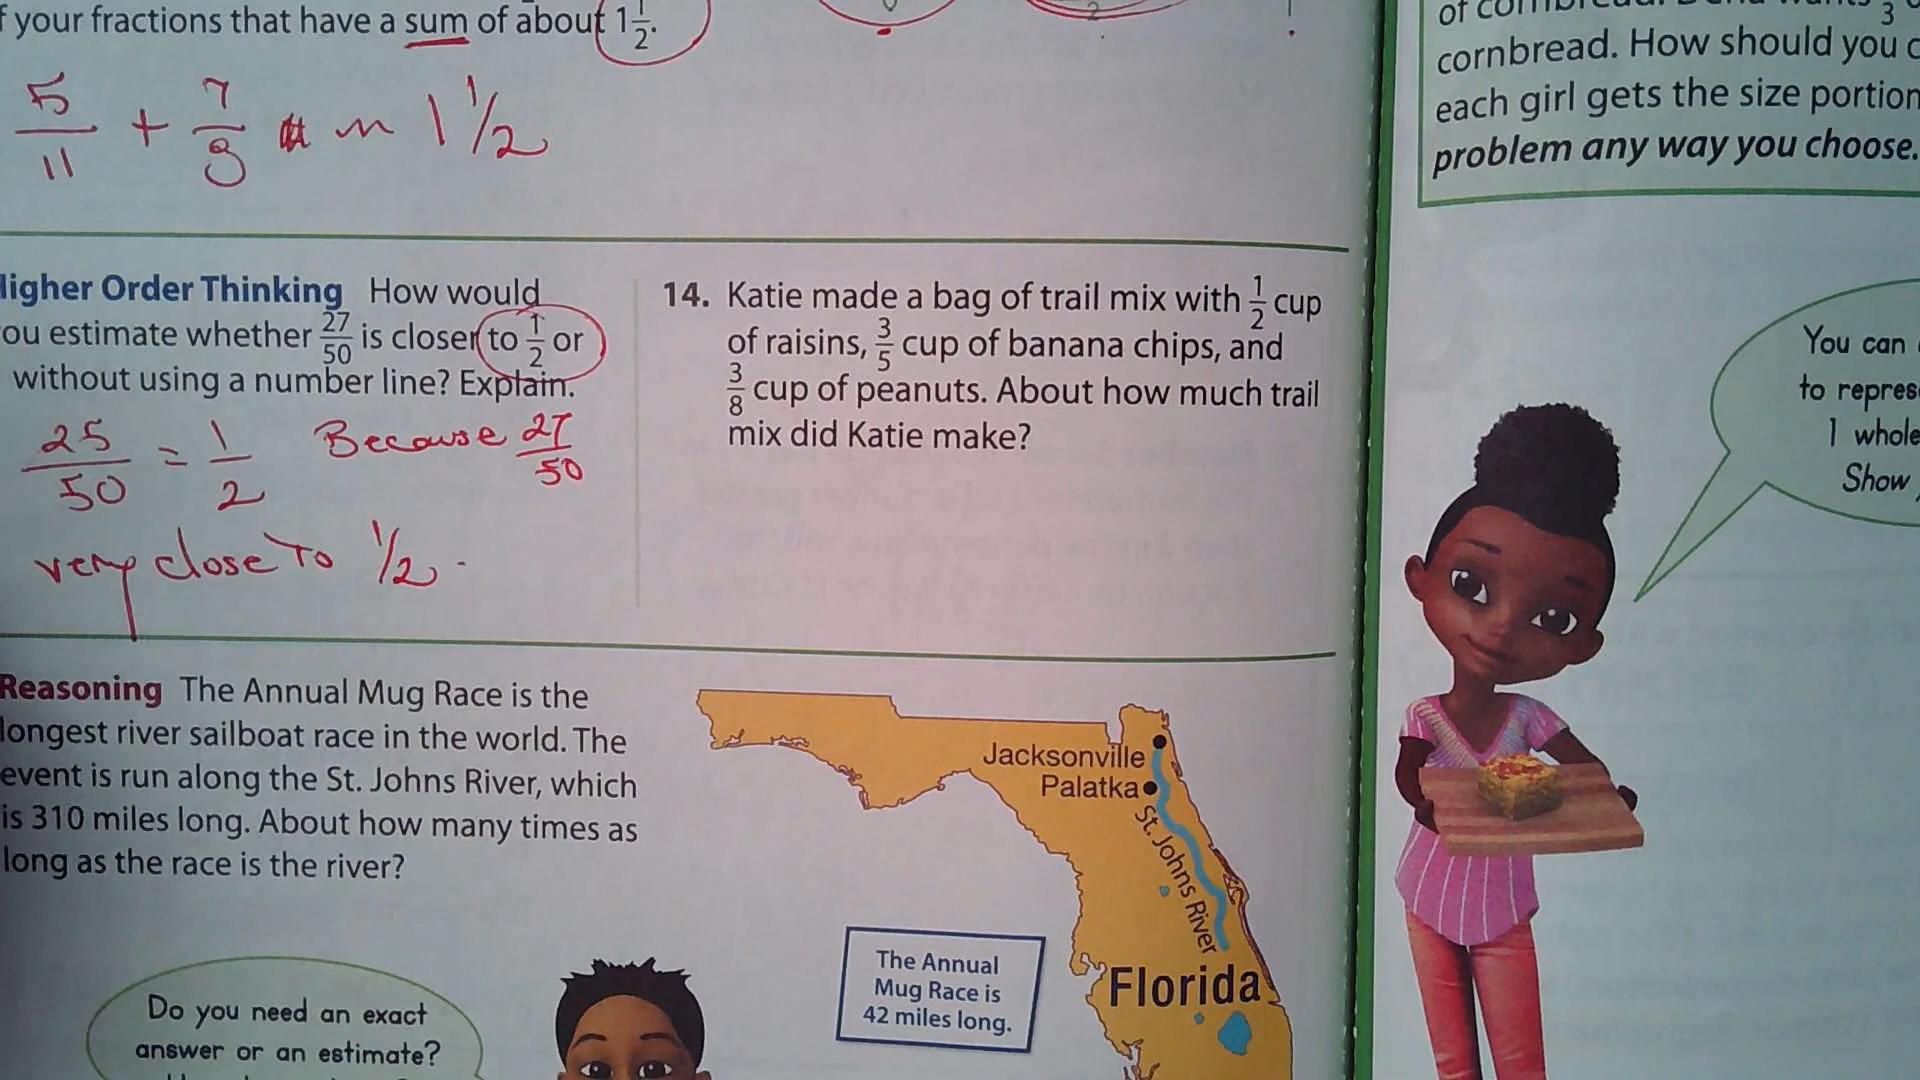 your fractions that have a sum of about 1 1/2.
5/11 + 7/8 ~ 1 1/2
Higher Order Thinking How would
you estimate whether 27/50 is closer to 1/2 or
without using a number line? Explain.
25/50 = 1/2 Because 27/50
very close to 1/2.
14. Katie made a bag of trail mix with 1/2 cup
of raisins, 3/5 cup of banana chips, and
3/8 cup of peanuts. About how much trail
mix did Katie make?
Reasoning The Annual Mug Race is the
longest river sailboat race in the world. The
event is run along the St. Johns River, which
is 310 miles long. About how many times as
long as the race is the river?
Do you need an exact
answer or an estimate?
Jacksonville
Palatka
St. Johns River
Florida
The Annual
Mug Race is
42 miles long.
of
cornbread. How should you
each girl gets the size portion
problem any way you choose.
You can
to
1 whole
Show